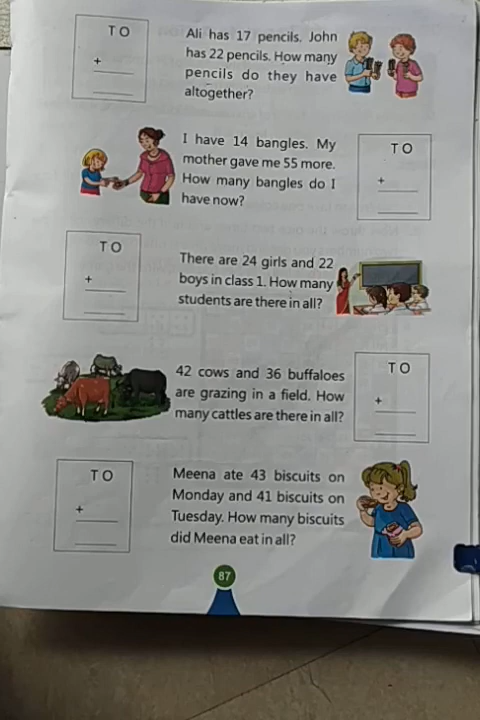 T O
+
Ali has 17 pencils. John
has 22 pencils. How many
pencils do they have
altogether?
I have 14 bangles. My
mother gave me 55 more.
How many bangles do I
have now?
T O
+
T O
+
There are 24 girls and 22
boys in class 1. How many
students are there in all?
42 cows and 36 buffaloes
are grazing in a field. How
many cattles are there in all?
T O
+
T O
+
Meena ate 43 biscuits on
Monday and 41 biscuits on
Tuesday. How many biscuits
did Meena eat in all?
87